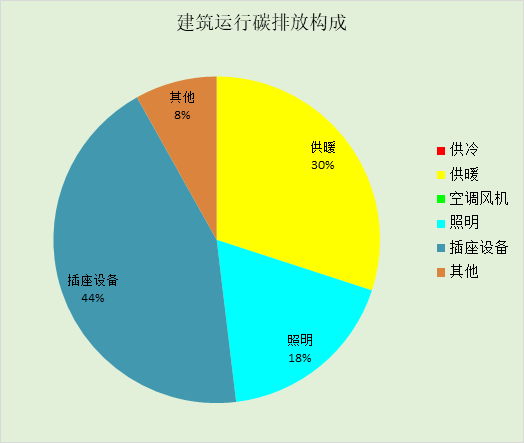 建筑运行碳排放构成
其他
8%
供暖
30%
插座设备
44%
照明
18%
供冷
供暖
空调风机
照明
插座设备
其他